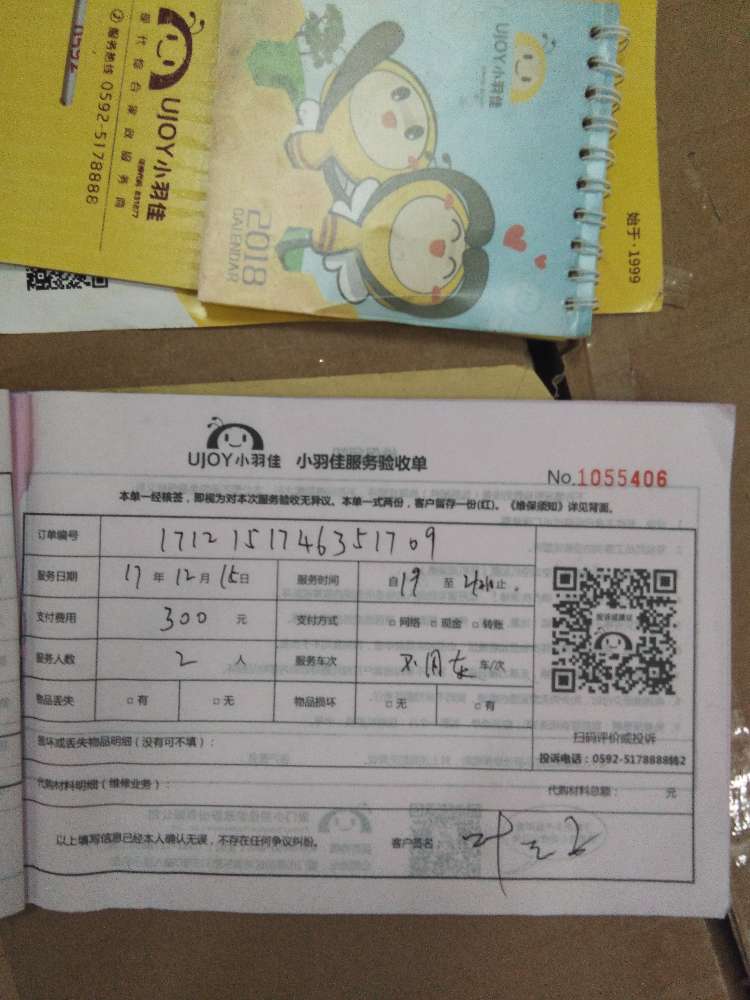 UJOY小羽佳
现代综合家政服务商
服务热线 0592-5178888
UJOY小羽佳
2018
CALENDAR
始于·1999
UJOY小羽佳 小羽佳服务验收单
No.1055406
本单一经核签，即视为对本次服务验收无异议。本单一式两份，客户留存一份(红)。《维保须知》详见背面。
订单编号 1712151746351709
服务日期 17 年 12 月 15 日 服务时间 自 19 至 止
支付费用 300 元 支付方式 □ 网络 □ 现金 □ 转账
服务人数 2 人 服务车次 不用车 车/次
物品丢失 □ 有 □ 无 物品损坏 □ 无 □ 有
扫码评价或投诉
投诉电话：0592-5178888转2
损坏或丢失物品明细（没有可不填）：
代购材料明细（维修业务）： 代购材料总额： 元
以上填写信息已经本人确认无误，不存在任何争议纠纷。 客户签名：